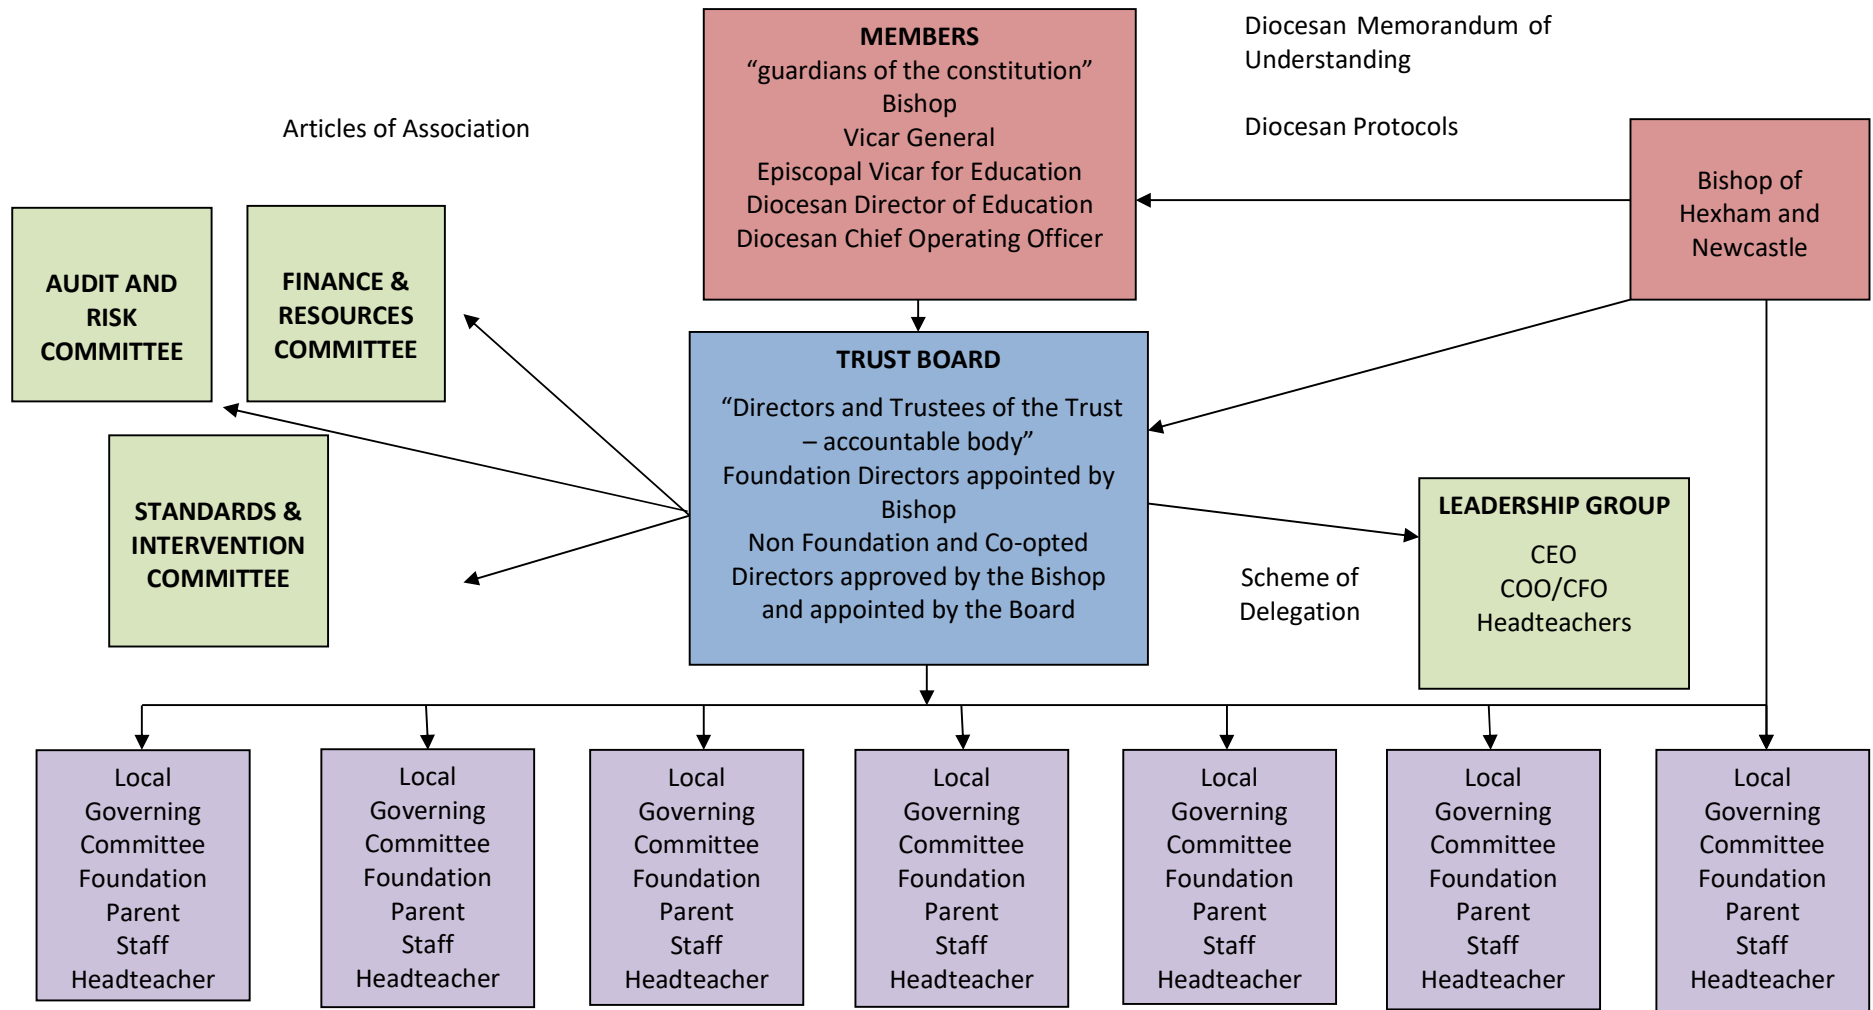 MEMBERS
“guardians of the constitution”
Bishop
Vicar General
Episcopal Vicar for Education
Diocesan Director of Education
Diocesan Chief Operating Officer
Diocesan Memorandum of
Understanding
Diocesan Protocols
Articles of Association
Bishop of
Hexham and
Newcastle
AUDIT AND
RISK
COMMITTEE
FINANCE &
RESOURCES
COMMITTEE
STANDARDS &
INTERVENTION
COMMITTEE
TRUST BOARD
“Directors and Trustees of the Trust
– accountable body”
Foundation Directors appointed by
Bishop
Non Foundation and Co-opted
Directors approved by the Bishop
and appointed by the Board
Scheme of
Delegation
LEADERSHIP GROUP
CEO
COO/CFO
Headteachers
Local
Governing
Committee
Foundation
Parent
Staff
Headteacher
Local
Governing
Committee
Foundation
Parent
Staff
Headteacher
Local
Governing
Committee
Foundation
Parent
Staff
Headteacher
Local
Governing
Committee
Foundation
Parent
Staff
Headteacher
Local
Governing
Committee
Foundation
Parent
Staff
Headteacher
Local
Governing
Committee
Foundation
Parent
Staff
Headteacher
Local
Governing
Committee
Foundation
Parent
Staff
Headteacher